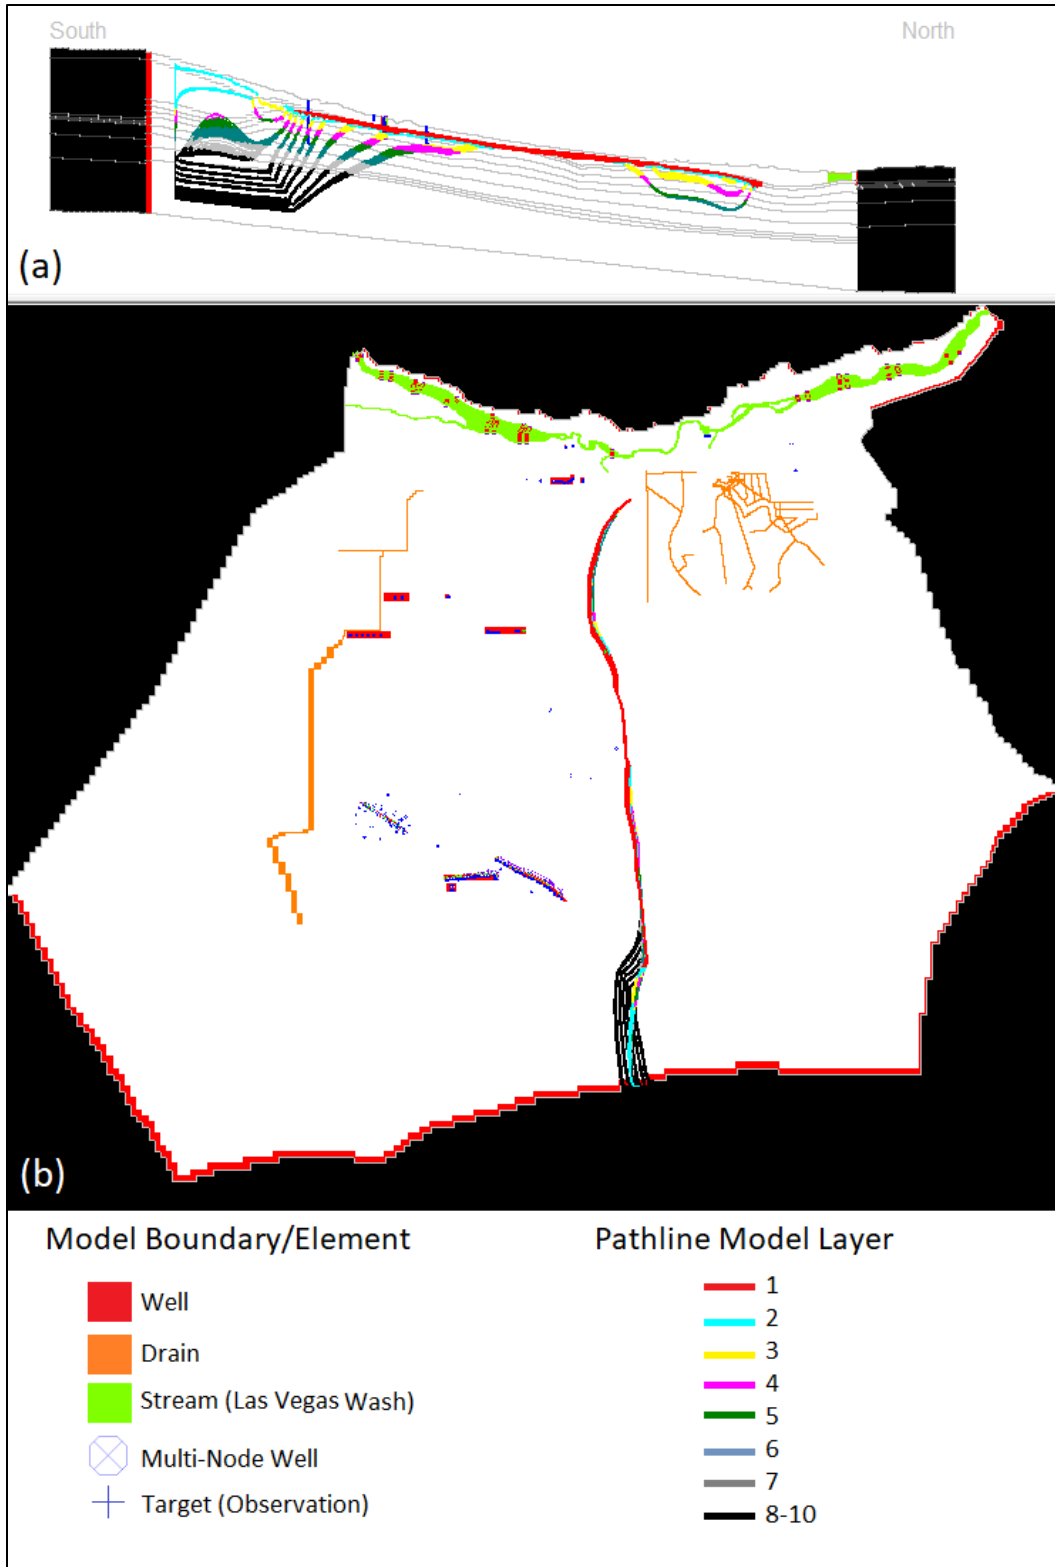 South North
(a)
(b)
Model Boundary/Element Pathline Model Layer
Well
Drain
Stream (Las Vegas Wash)
Multi-Node Well
Target (Observation)
1
2
3
4
5
6
7
8-10